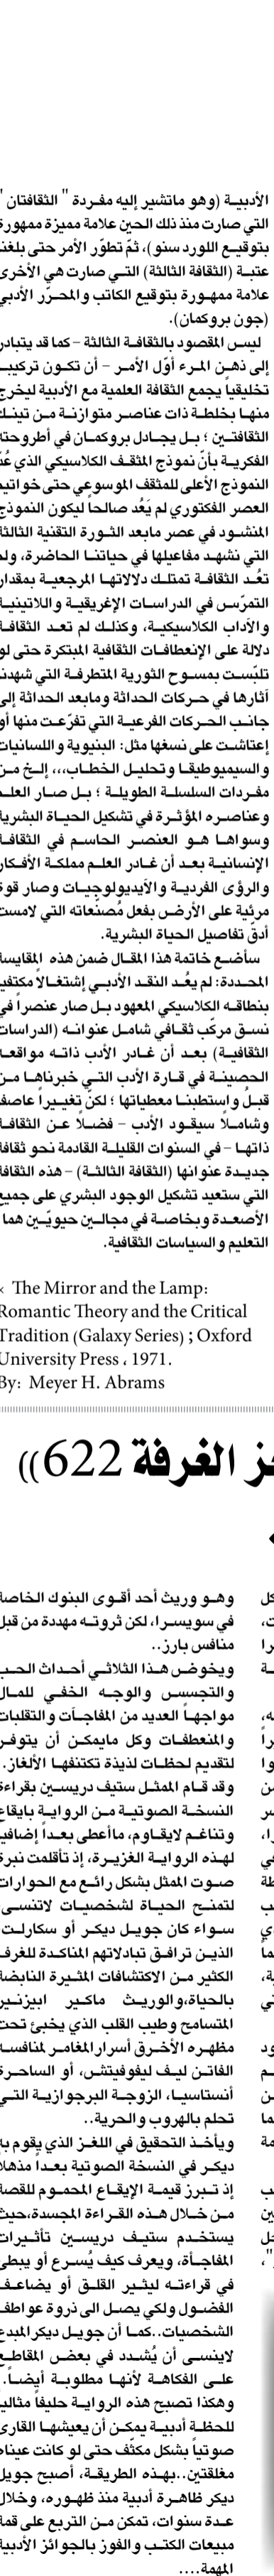 الأدبية (وهو ماتشير إليه مفردة " الثقافتان "
التي صارت منذ ذلك الحين علامة مميزة ممهورة
بتوقيع اللورد سنو)، ثمّ تطوّر الأمر حتى بلغنا
عتبة (الثقافة الثالثة) التي صارت هي الأخرى
علامة ممهورة بتوقيع الكاتب والمحرّر الأدبي
(جون بروكمان).
ليس المقصود بالثقافة الثالثة - كما قد يتبادر
إلى ذهن المرء أوّل الأمر - أن تكون تركيباً
تخليقياً يجمع الثقافة العلمية مع الأدبية ليخرج
منها بخلطة ذات عناصر متوازنة من تينك
الثقافتين ؛ بل يجادل بروكمان في أطروحته
الفكرية بأنّ نموذج المثقف الكلاسيكي الذي عُدّ
النموذج الأعلى للمثقف الموسوعي حتى خواتيم
العصر الفكتوري لم يَعُد صالحاً ليكون النموذج
المنشود في عصر مابعد الثورة التقنية الثالثة
التي نشهد مفاعيلها في حياتنا الحاضرة، ولم
تعُد الثقافة تمتلك دلالاتها المرجعية بمقدار
التمرّس في الدراسات الإغريقية واللاتينية
والآداب الكلاسيكية، وكذلك لم تعد الثقافة
دلالة على الإنعطافات الثقافية المبتكرة حتى لو
تلبّست بمسوح الثورية المتطرفة التي شهدنا
آثارها في حركات الحداثة ومابعد الحداثة إلى
جانب الحركات الفرعية التي تفرّعت منها أو
إعتاشت على نسغها مثل: البنيوية واللسانيات
والسيميوطيقا وتحليل الخطاب،،، إلخ من
مفردات السلسلة الطويلة ؛ بل صار العلم
وعناصره المؤثرة في تشكيل الحياة البشرية
وسواها هو العنصر الحاسم في الثقافة
الإنسانية بعد أن غادر العلم مملكة الأفكار
والرؤى الفردية والآيديولوجيات وصار قوة
مرئية على الأرض بفعل مُصنّعاته التي لامست
أدقّ تفاصيل الحياة البشرية.
سأضع خاتمة هذا المقال ضمن هذه المقايسة
المحددة: لم يعُد النقد الأدبي إشتغالاً مكتفياً
بنطاقه الكلاسيكي المعهود بل صار عنصراً في
نسق مركّب ثقافي شامل عنوانه (الدراسات
الثقافية) بعد أن غادر الأدب ذاته مواقعه
الحصينة في قارة الأدب التي خبرناها من
قبلُ واستطبنا معطياتها ؛ لكنّ تغييراً عاصفاً
وشاملاً سيقود الأدب - فضلاً عن الثقافة
ذاتها - في السنوات القليلة القادمة نحو ثقافة
جديدة عنوانها (الثقافة الثالثة) - هذه الثقافة
التي ستعيد تشكيل الوجود البشري على جميع
الأصعدة وبخاصة في مجالين حيويّين هما :
التعليم والسياسات الثقافية.
× The Mirror and the Lamp:
Romantic Theory and the Critical
Tradition (Galaxy Series) ; Oxford
University Press ، 1971.
By: Meyer H. Abrams
ز الغرفة 622))
وهو وريث أحد أقوى البنوك الخاصة
في سويسرا، لكن ثروته مهددة من قبل
منافس بارز..
ويخوض هذا الثلاثي أحداث الحب
والتجسس والوجه الخفي للمال
مواجهاً العديد من المفاجآت والتقلبات
والمنعطفات وكل مايمكن أن يتوفر
لتقديم لحظات لذيذة تكتنفها الألغاز.
وقد قام الممثل ستيف دريسين بقراءة
النسخة الصوتية من الرواية بايقاع
وتناغم لايقاوم، ماأعطى بعداً إضافياً
لهذه الرواية الغزيرة، إذ تأقلمت نبرة
صوت الممثل بشكل رائع مع الحوارات
لتمنح الحياة لشخصيات لاتنسى
سواء كان جويل ديكر أو سكارلت،
الذين ترافق تبادلاتهم المناكدة للغرف
الكثير من الاكتشافات المثيرة النابضة
بالحياة،والوريث ماكير ابيزنير
المتسامح وطيب القلب الذي يخبئ تحت
مظهره الأخرق أسرار المغامر لمنافسه
الفاتن ليف ليفوفيتش، أو الساحرة
أنستاسيا، الزوجة البرجوازية التي
تحلم بالهروب والحرية..
ويأخذ التحقيق في اللغز الذي يقوم به
ديكر في النسخة الصوتية بعداً مذهلاً
إذ تبرز قيمة الإيقاع المحموم للقصة
من خلال هذه القراءة المجسدة،حيث
يستخدم ستيف دريسين تأثيرات
المفاجأة، ويعرف كيف يُسرع أو يبطئ
في قراءته ليثير القلق أو يضاعف
الفضول ولكي يصل الى ذروة عواطف
الشخصيات..كما أن جويل ديكر المبدع
لاينسى أن يُشدد في بعض المقاطع
على الفكاهة لأنها مطلوبة أيضاً..
وهكذا تصبح هذه الرواية حليفاً مثالياً
للحظة أدبية يمكن أن يعيشها القارئ
صوتياً بشكل مكثّف حتى لو كانت عيناه
مغلقتين..بهذه الطريقة، أصبح جويل
ديكر ظاهرة أدبية منذ ظهوره، وخلال
عدة سنوات، تمكن من التربع على قمة
مبيعات الكتب والفوز بالجوائز الأدبية
المهمة....